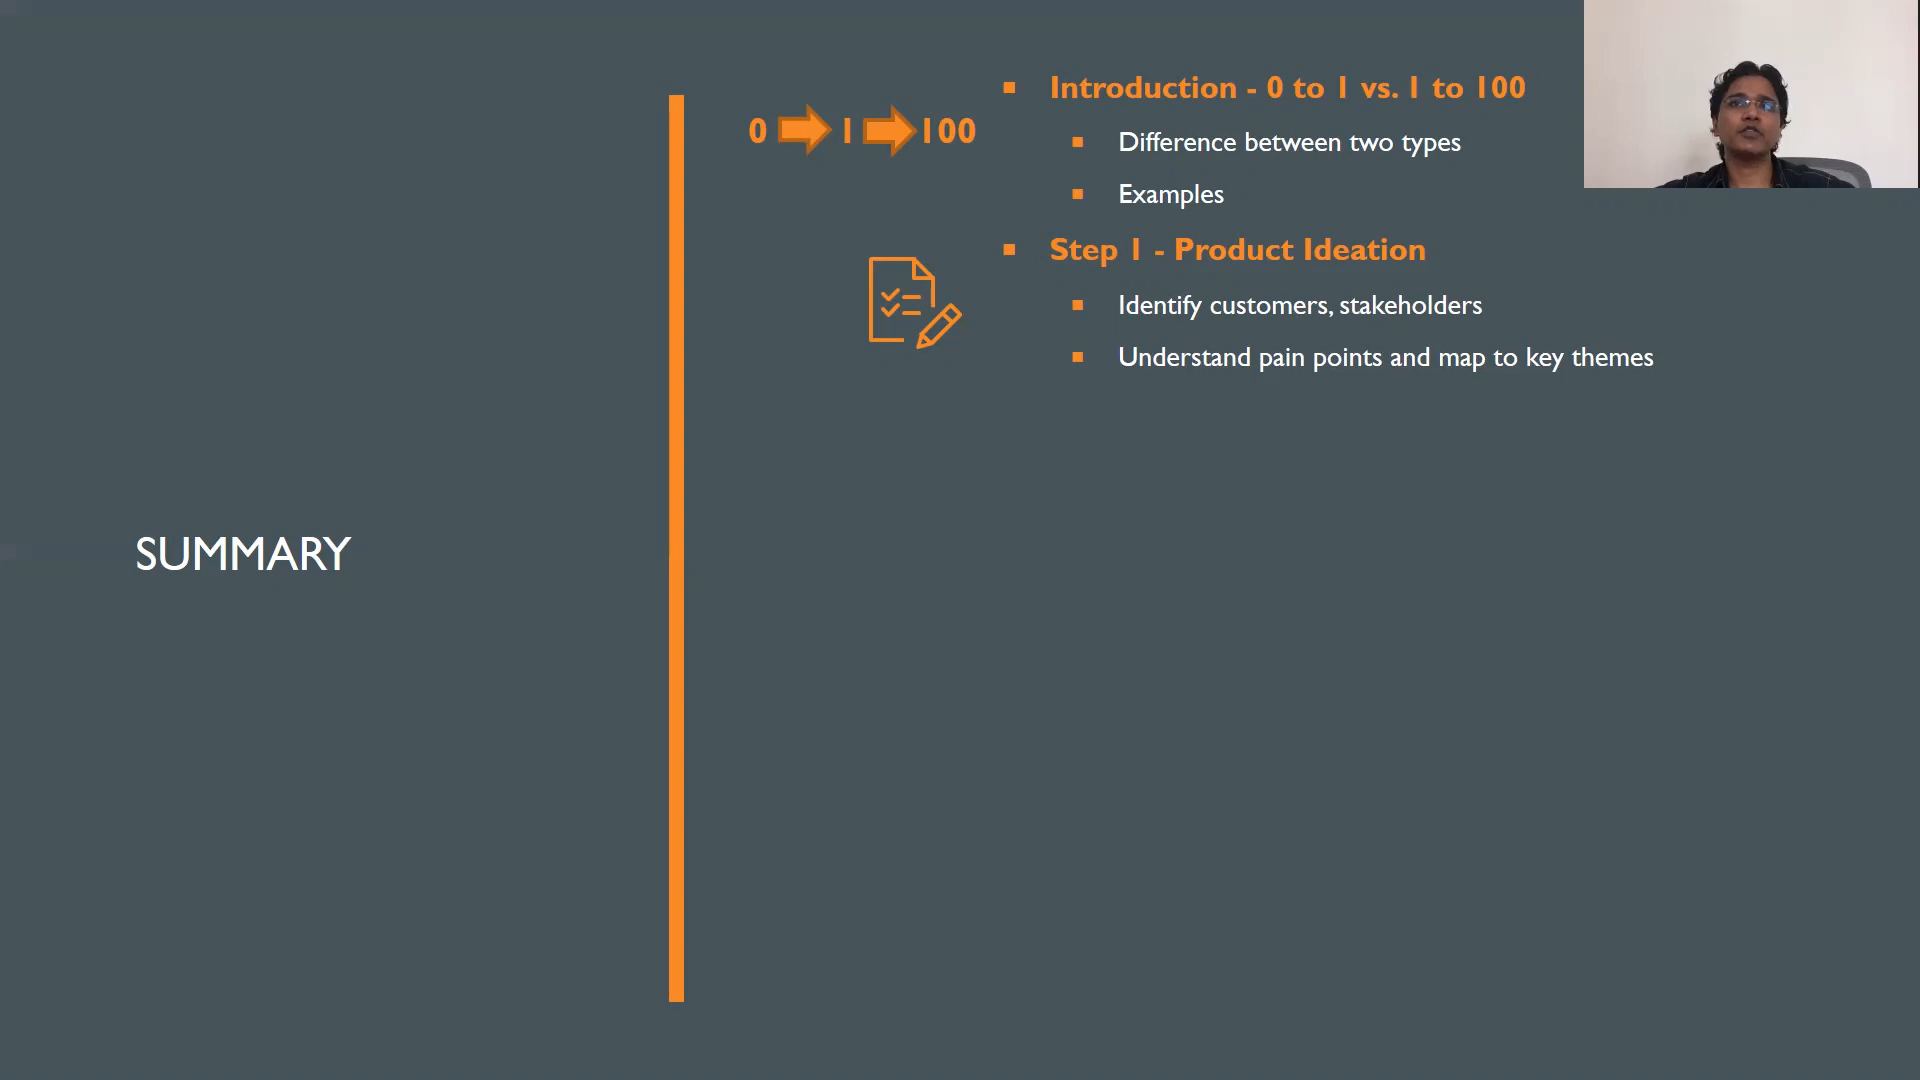 SUMMARY
0 1 100
Introduction - 0 to 1 vs. 1 to 100
Difference between two types
Examples
Step 1 - Product Ideation
Identify customers, stakeholders
Understand pain points and map to key themes